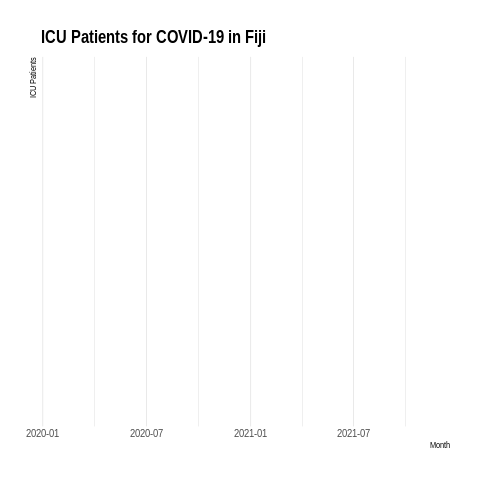 ICU Patients for COVID-19 in Fiji
ICU Patients
2020-01 2020-07 2021-01 2021-07
Month